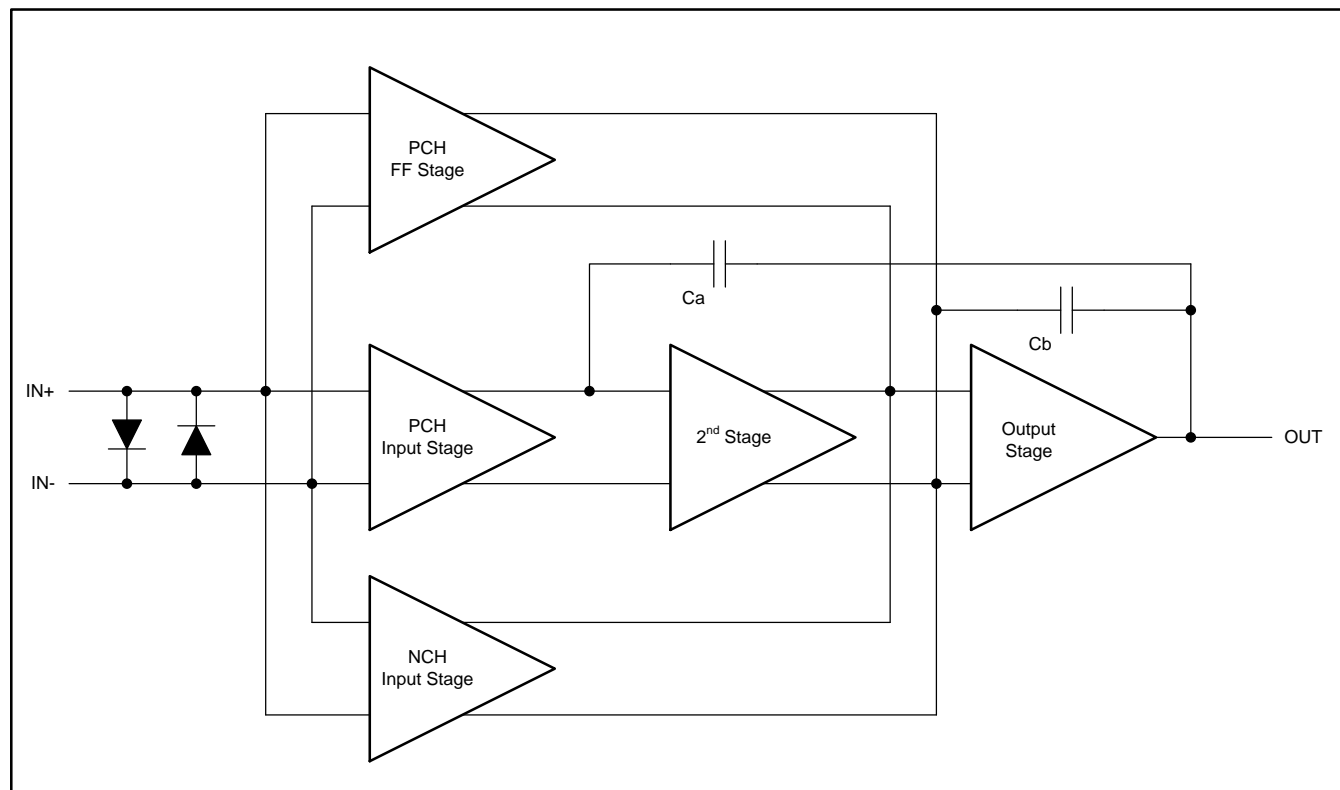 PCH
FF Stage
Ca
Cb
IN+
IN-
PCH
Input Stage
2nd Stage
Output
Stage
OUT
NCH
Input Stage